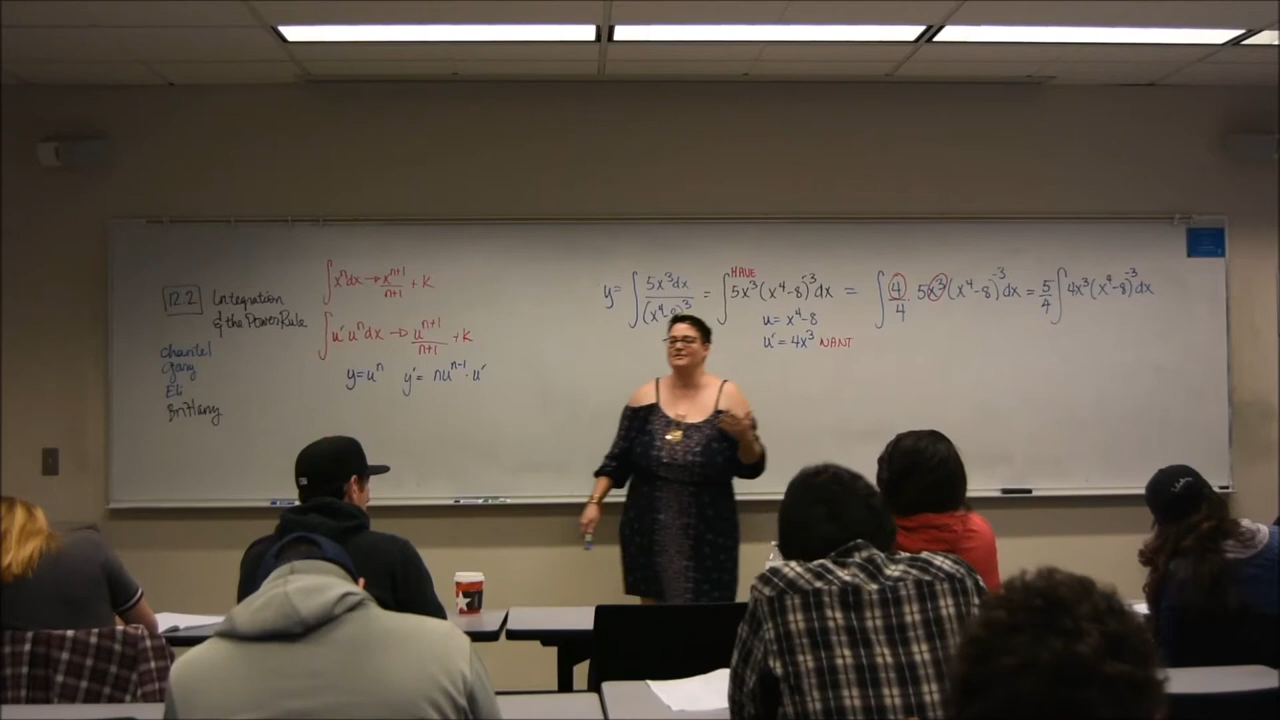 12.2 Integration
& the Power Rule
Chantel
Gary
Eli
Brittany
∫xⁿdx → xⁿ⁺¹/n+1 + K
∫u' uⁿdx → uⁿ⁺¹/n+1 + K
y=uⁿ y'= nuⁿ⁻¹·u'
y= ∫ 5x³dx/(x⁴-8)³ = ∫5x³(x⁴-8)⁻³dx = ∫ 4/4 · 5x³(x⁴-8)⁻³dx = 5/4 ∫4x³(x⁴-8)⁻³dx
HAVE
u= x⁴-8
u' = 4x³ WANT